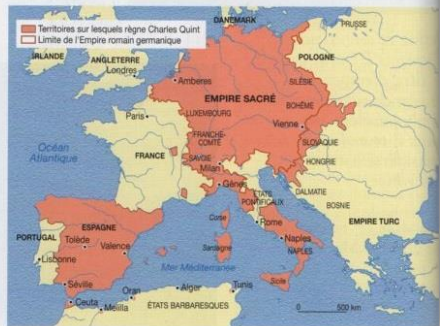 Territoires sur lesquels règne Charles Quint
Limite de l'Empire romain germanique
DANEMARK
PRUSSE
IRLANDE
ANGLETERRE
Londres
POLOGNE
Amberes
SILÉSIE
EMPIRE SACRÉ
BOHÊME
LUXEMBOURG
Paris
Vienne
FRANCHE-
COMTÉ
SLOVAQUIE
Océan
Atlantique
FRANCE
HONGRIE
SAVOIE
Milan
Gênes
ÉTATS
PONTIFICAUX
DALMATIE
BOSNIE
Corse
Rome
EMPIRE TURC
ESPAGNE
PORTUGAL
Tolède
Valence
Naples
NAPLES
Sardaigne
Lisbonne
Mer Méditerranée
Séville
Sicile
Ceuta
Melilla
Oran
Alger
Tunis
ÉTATS BARBARESQUES
0 500 km